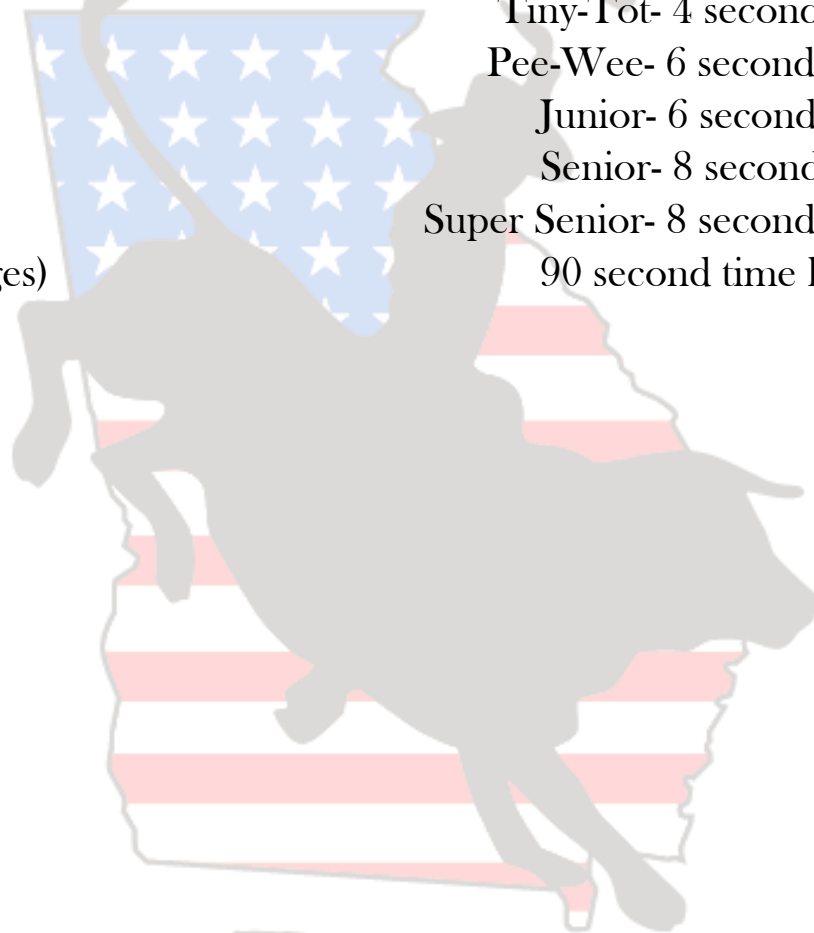 Tiny-Tot- 4 second
Pee-Wee- 6 second
Junior- 6 second
Senior- 8 second
Super Senior- 8 second
ges) 90 second time l